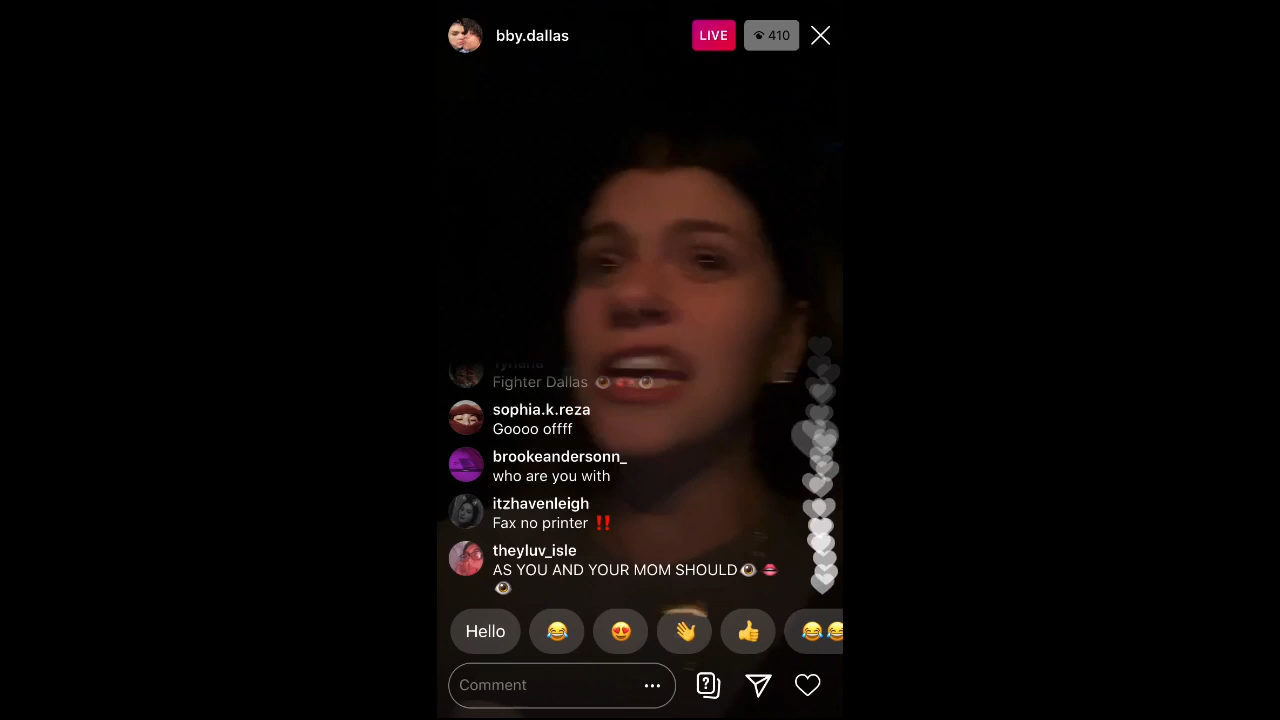 bby.dallas
LIVE
410
Fighter Dallas 👁️🫦👁️
sophia.k.reza
Goooo offff
brookeandersonn_
who are you with
itzhavenleigh
Fax no printer ‼️
theyluv_isle
AS YOU AND YOUR MOM SHOULD👁️👄
👁️
Hello
Comment